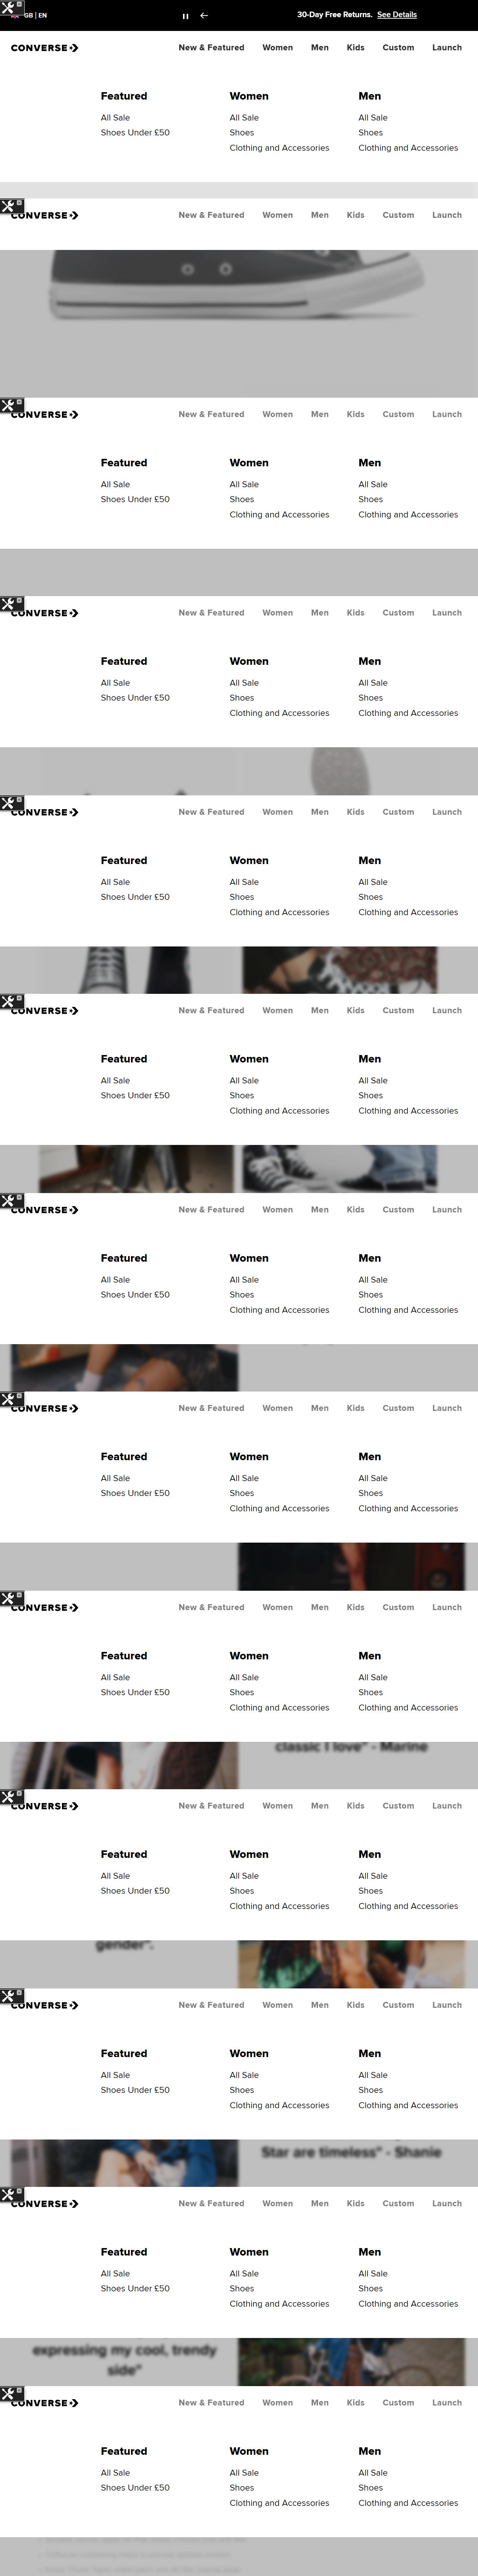 GB | EN
30-Day Free Returns. See Details
CONVERSE
New & Featured Women Men Kids Custom Launch
Featured Women Men
All Sale All Sale All Sale
Shoes Under £50 Shoes Shoes
Clothing and Accessories Clothing and Accessories
CONVERSE
New & Featured Women Men Kids Custom Launch
CONVERSE
New & Featured Women Men Kids Custom Launch
Featured Women Men
All Sale All Sale All Sale
Shoes Under £50 Shoes Shoes
Clothing and Accessories Clothing and Accessories
CONVERSE
New & Featured Women Men Kids Custom Launch
Featured Women Men
All Sale All Sale All Sale
Shoes Under £50 Shoes Shoes
Clothing and Accessories Clothing and Accessories
CONVERSE
New & Featured Women Men Kids Custom Launch
Featured Women Men
All Sale All Sale All Sale
Shoes Under £50 Shoes Shoes
Clothing and Accessories Clothing and Accessories
CONVERSE
New & Featured Women Men Kids Custom Launch
Featured Women Men
All Sale All Sale All Sale
Shoes Under £50 Shoes Shoes
Clothing and Accessories Clothing and Accessories
CONVERSE
New & Featured Women Men Kids Custom Launch
Featured Women Men
All Sale All Sale All Sale
Shoes Under £50 Shoes Shoes
Clothing and Accessories Clothing and Accessories
CONVERSE
New & Featured Women Men Kids Custom Launch
Featured Women Men
All Sale All Sale All Sale
Shoes Under £50 Shoes Shoes
Clothing and Accessories Clothing and Accessories
CONVERSE
New & Featured Women Men Kids Custom Launch
Featured Women Men
All Sale All Sale All Sale
Shoes Under £50 Shoes Shoes
Clothing and Accessories Clothing and Accessories
classic I love" - Marine
CONVERSE
New & Featured Women Men Kids Custom Launch
Featured Women Men
All Sale All Sale All Sale
Shoes Under £50 Shoes Shoes
Clothing and Accessories Clothing and Accessories
gender".
CONVERSE
New & Featured Women Men Kids Custom Launch
Featured Women Men
All Sale All Sale All Sale
Shoes Under £50 Shoes Shoes
Clothing and Accessories Clothing and Accessories
Star are timeless" - Shanie
CONVERSE
New & Featured Women Men Kids Custom Launch
Featured Women Men
All Sale All Sale All Sale
Shoes Under £50 Shoes Shoes
Clothing and Accessories Clothing and Accessories
expressing my cool, trendy
side"
CONVERSE
New & Featured Women Men Kids Custom Launch
Featured Women Men
All Sale All Sale All Sale
Shoes Under £50 Shoes Shoes
Clothing and Accessories Clothing and Accessories